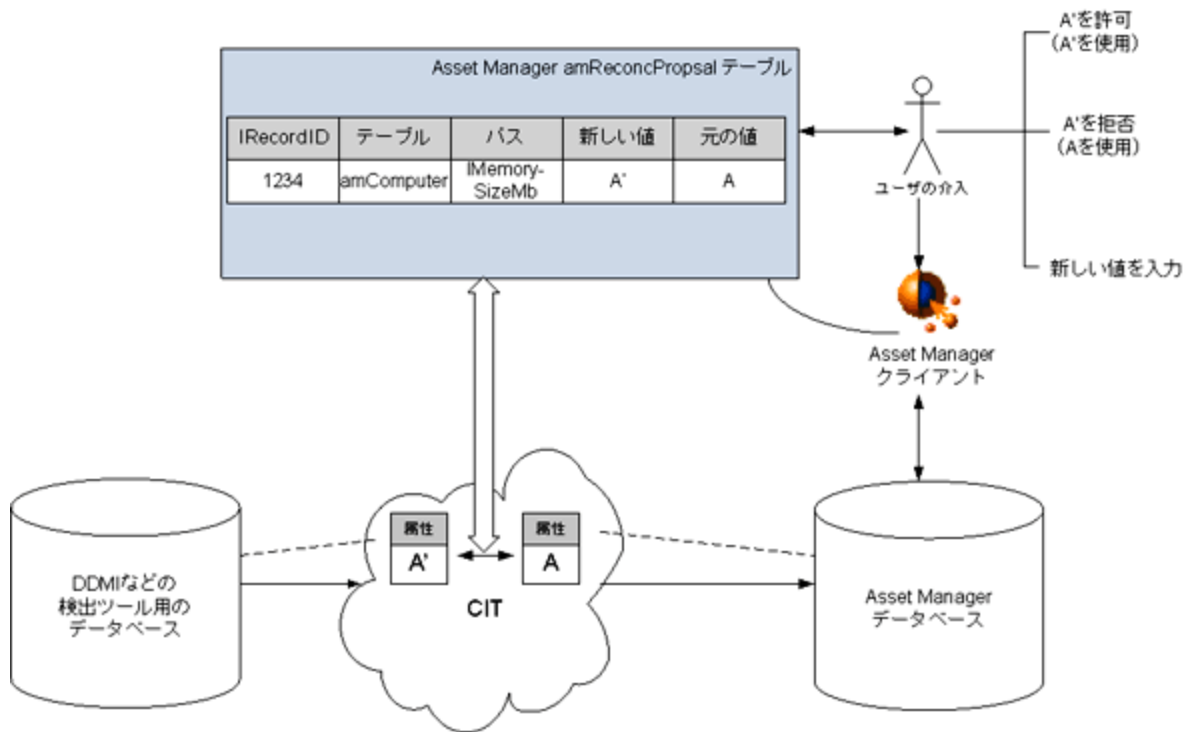 Asset Manager amReconcPropsal テーブル
IRecordID テーブル パス 新しい値 元の値
1234 amComputer IMemory-SizeMb A' A
ユーザの介入
A'を許可
(A'を使用)
A'を拒否
(Aを使用)
新しい値を入力
Asset Manager
クライアント
DDMIなどの
検出ツール用の
データベース
属性
A'
属性
A
CIT
Asset Manager
データベース